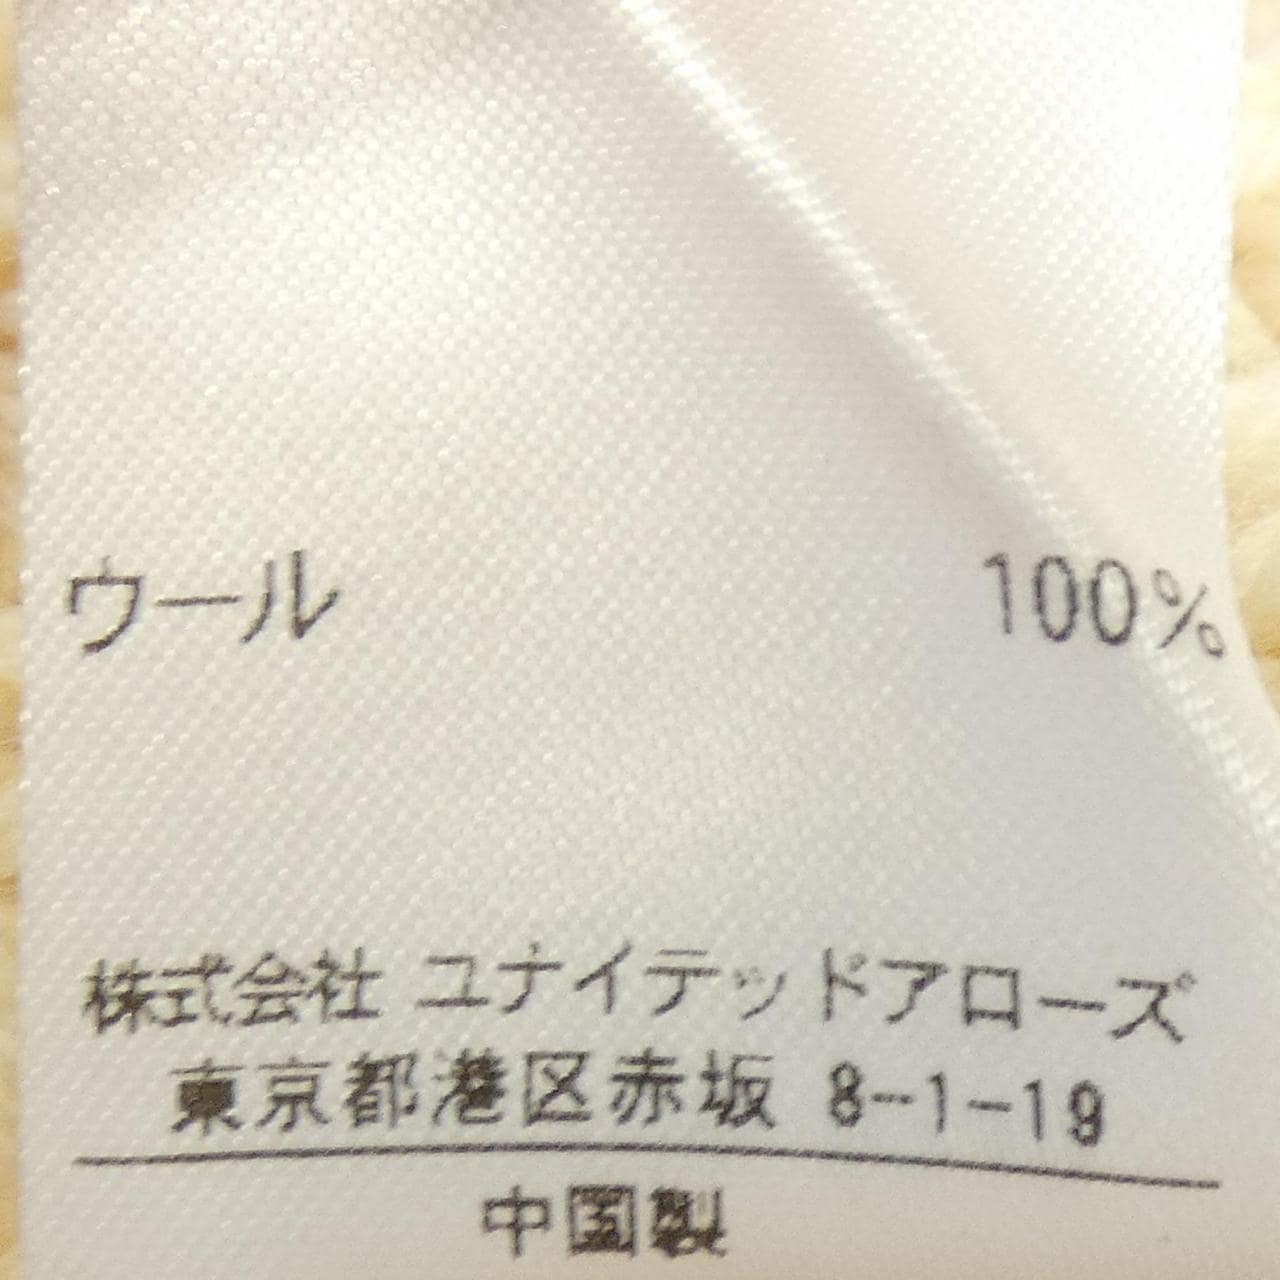 ウール 100%
株式会社 ユナイテッドアローズ
東京都港区赤坂 8-1-19
中国製